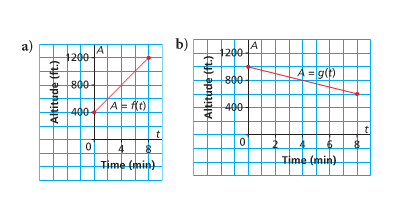 a)
A
1200
800
400
A = f(t)
t
0 4 8
Time (min)
Altitude (ft.)
b)
A
1200
800
400
A = g(t)
t
0 2 4 6 8
Time (min)
Altitude (ft.)